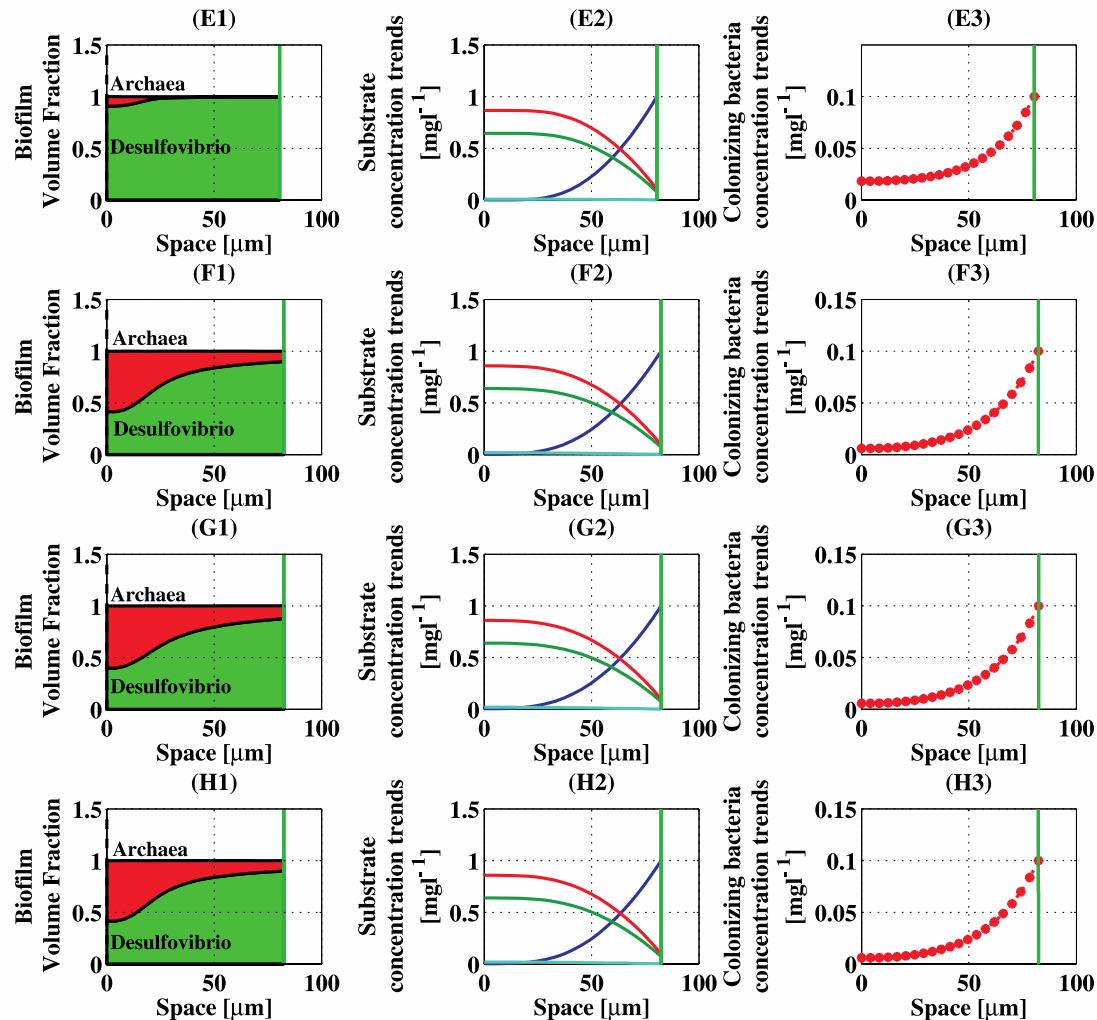 (E1)
Biofilm
Volume Fraction
1.5
1
0.5
0
Archaea
Desulfovibrio
0
50
100
Space [μm]
(E2)
Substrate
concentration trends
[mgl⁻¹]
1.5
1
0.5
0
0
50
100
Space [μm]
(E3)
Colonizing bacteria
concentration trends
[mgl⁻¹]
0.1
0.05
0
0
50
100
Space [μm]
(F1)
Biofilm
Volume Fraction
1.5
1
0.5
0
Archaea
Desulfovibrio
0
50
100
Space [μm]
(F2)
Substrate
concentration trends
[mgl⁻¹]
1.5
1
0.5
0
0
50
100
Space [μm]
(F3)
Colonizing bacteria
concentration trends
[mgl⁻¹]
0.15
0.1
0.05
0
0
50
100
Space [μm]
(G1)
Biofilm
Volume Fraction
1.5
1
0.5
0
Archaea
Desulfovibrio
0
50
100
Space [μm]
(G2)
Substrate
concentration trends
[mgl⁻¹]
1.5
1
0.5
0
0
50
100
Space [μm]
(G3)
Colonizing bacteria
concentration trends
[mgl⁻¹]
0.15
0.1
0.05
0
0
50
100
Space [μm]
(H1)
Biofilm
Volume Fraction
1.5
1
0.5
0
Archaea
Desulfovibrio
0
50
100
Space [μm]
(H2)
Substrate
concentration trends
[mgl⁻¹]
1.5
1
0.5
0
0
50
100
Space [μm]
(H3)
Colonizing bacteria
concentration trends
[mgl⁻¹]
0.15
0.1
0.05
0
0
50
100
Space [μm]